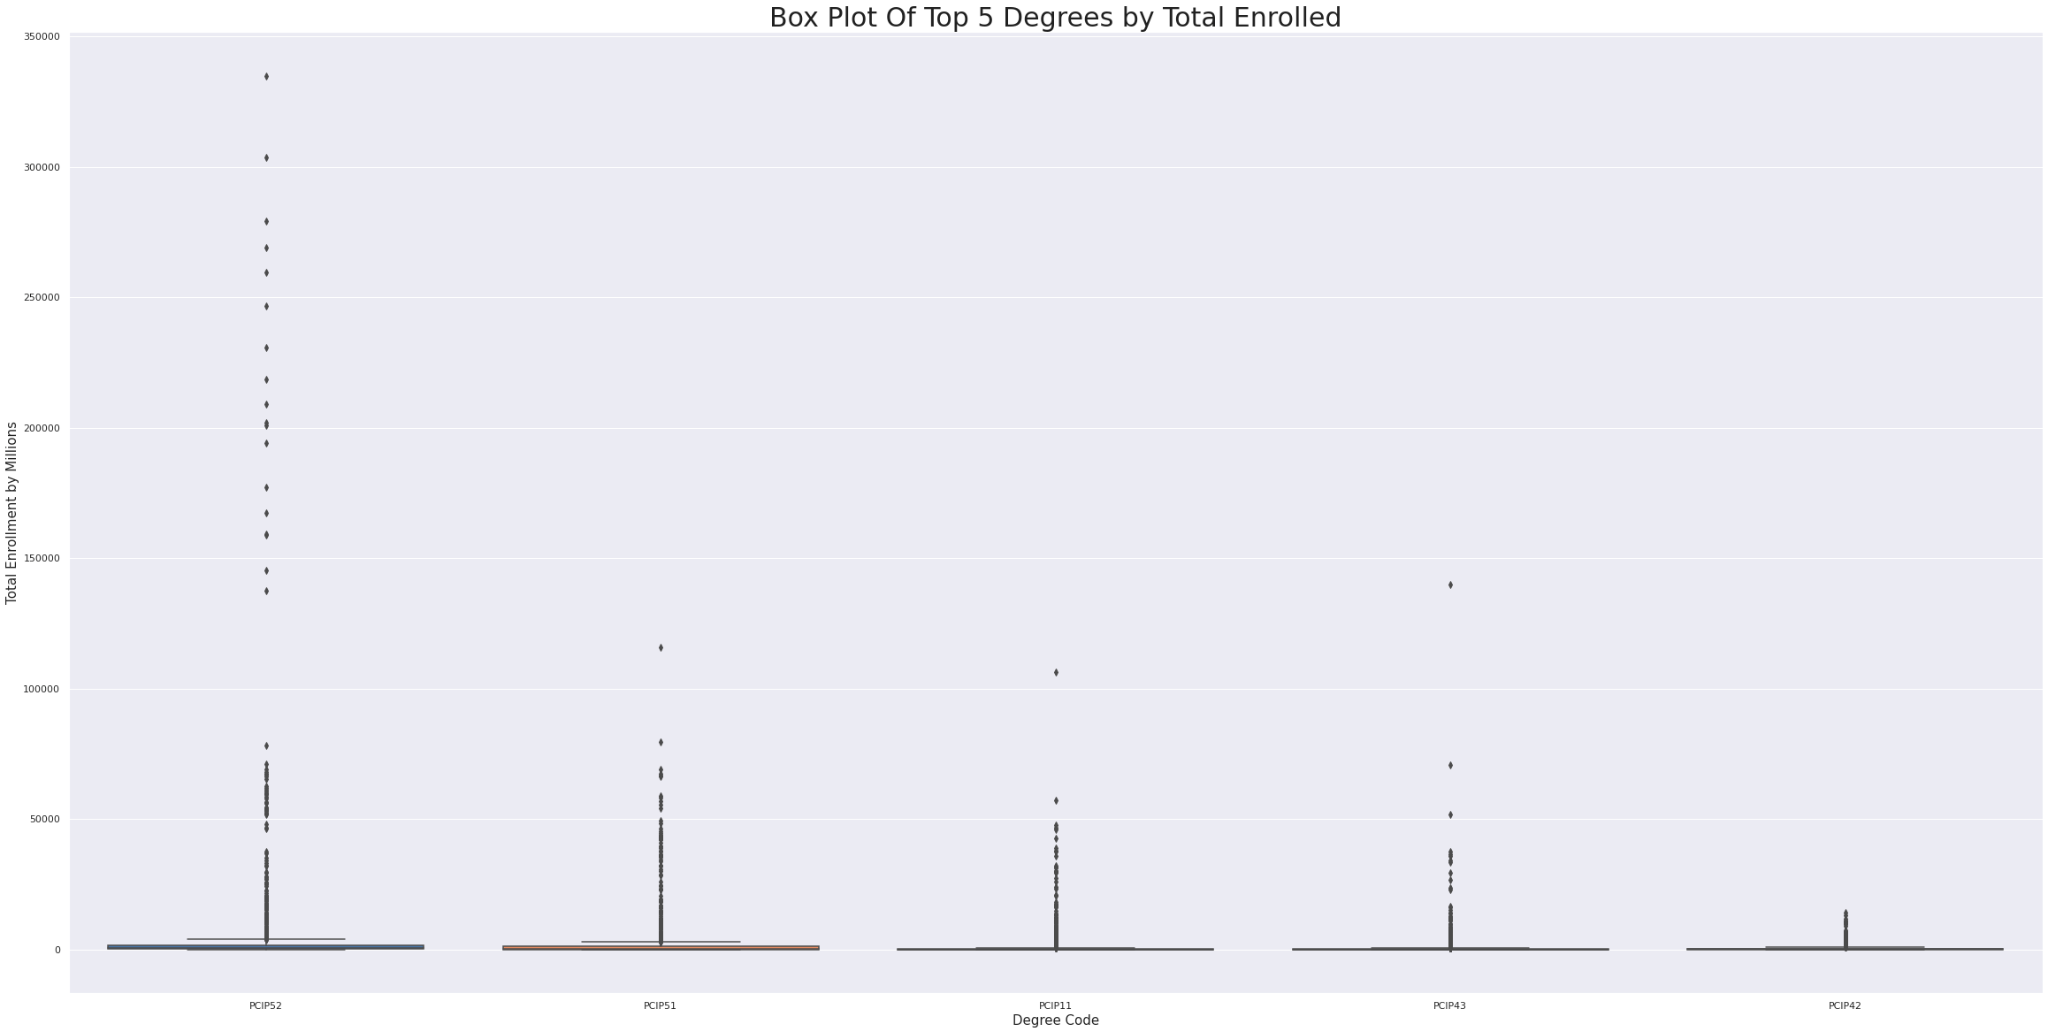 Box Plot Of Top 5 Degrees by Total Enrolled
350000
300000
250000
200000
150000
100000
50000
0
Total Enrollment by Millions
PCIP52
PCIP51
PCIP11
PCIP43
PCIP42
Degree Code